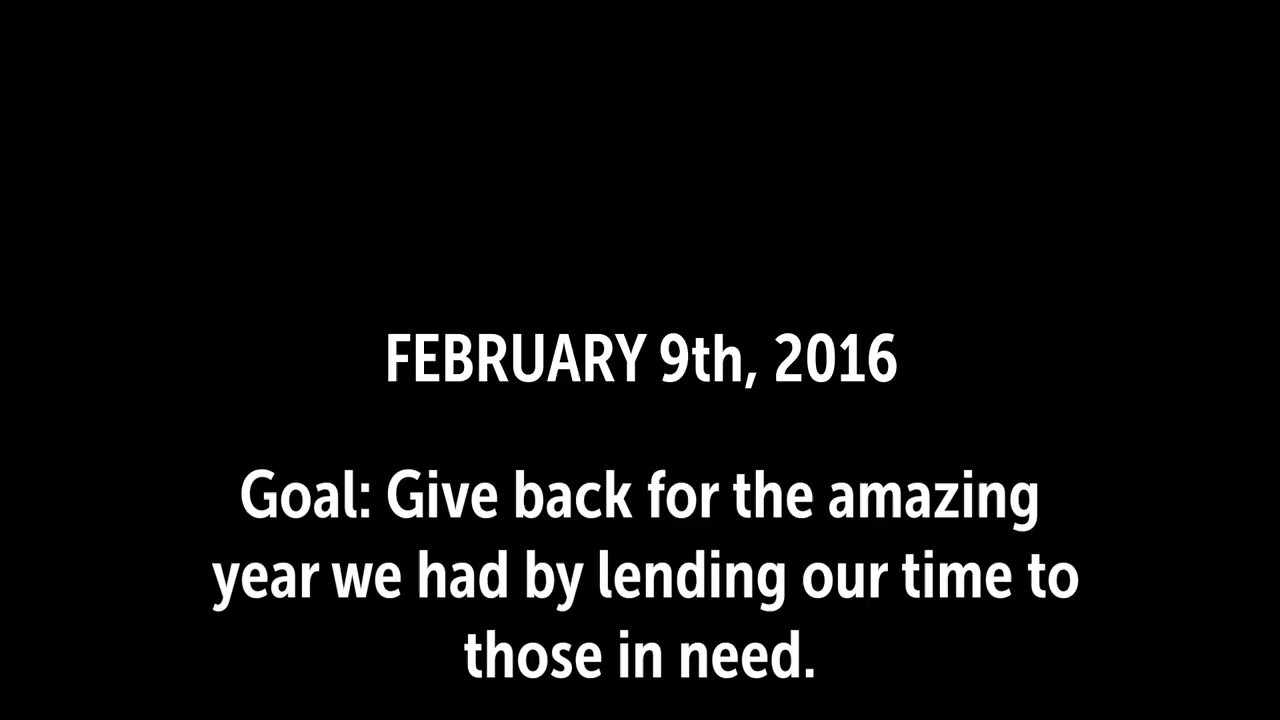 FEBRUARY 9th, 2016
Goal: Give back for the amazing
year we had by lending our time to
those in need.